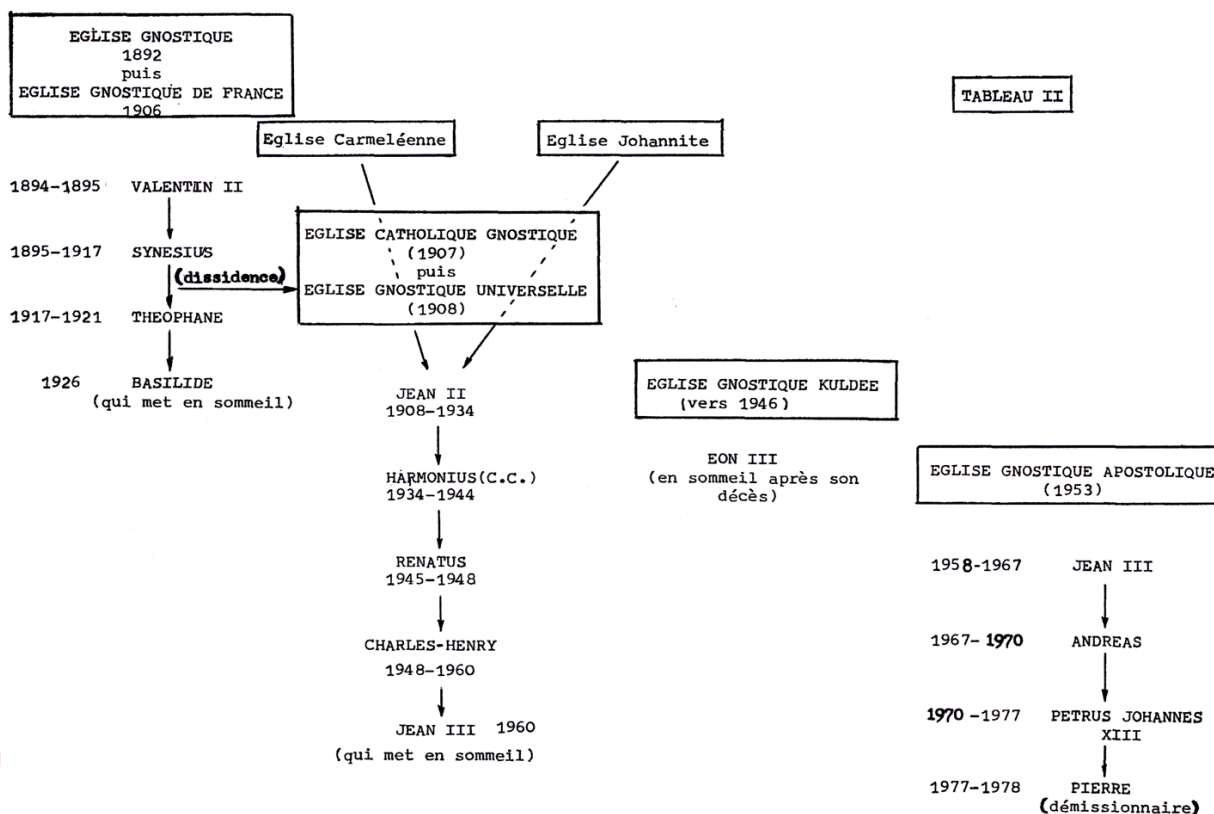 EGLISE GNOSTIQUE
1892
puis
EGLISE GNOSTIQUE DE FRANCE
1906
TABLEAU II
Eglise Carmeléenne
Eglise Johannite
1894-1895 VALENTIN II
1895-1917 SYNESIUS
(dissidence)
1917-1921 THEOPHANE
1926 BASILIDE
(qui met en sommeil)
EGLISE CATHOLIQUE GNOSTIQUE
(1907)
puis
EGLISE GNOSTIQUE UNIVERSELLE
(1908)
JEAN II
1908-1934
HARMONIUS(C.C.)
1934-1944
RENATUS
1945-1948
CHARLES-HENRY
1948-1960
JEAN III 1960
(qui met en sommeil)
EGLISE GNOSTIQUE KULDEE
(vers 1946)
EON III
(en sommeil après son
décès)
EGLISE GNOSTIQUE APOSTOLIQUE
(1953)
1958-1967 JEAN III
1967-1970 ANDREAS
1970-1977 PETRUS JOHANNES
XIII
1977-1978 PIERRE
(démissionnaire)